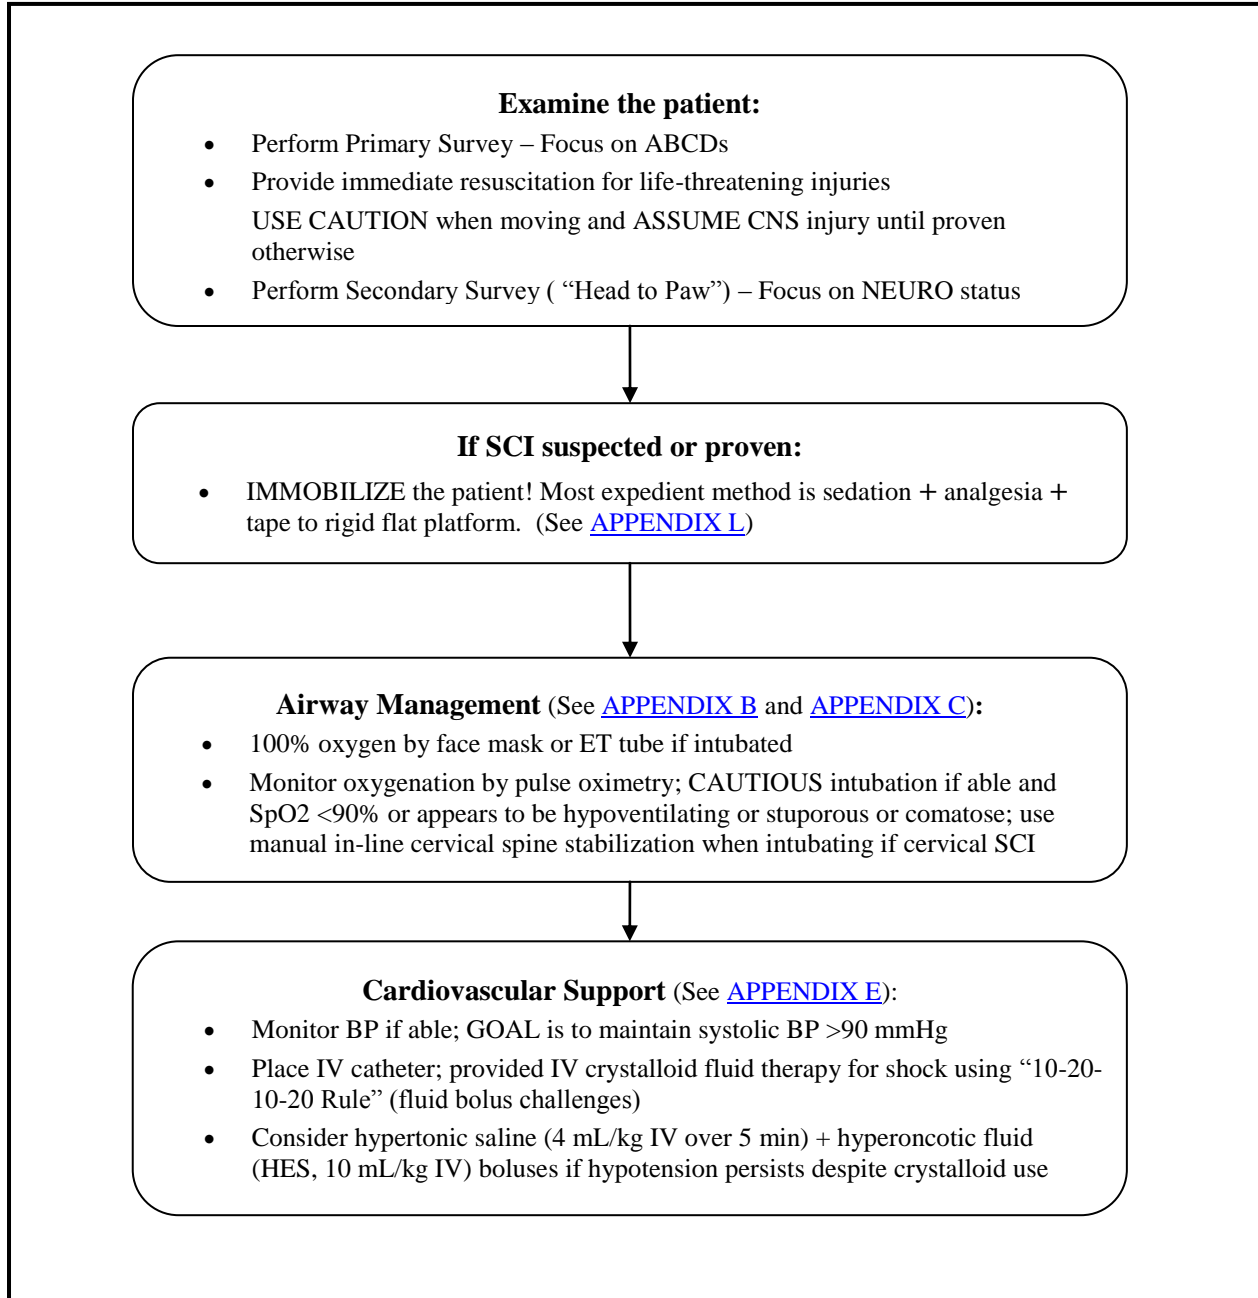 Examine the patient:
• Perform Primary Survey – Focus on ABCDs
• Provide immediate resuscitation for life-threatening injuries
USE CAUTION when moving and ASSUME CNS injury until proven
otherwise
• Perform Secondary Survey ( “Head to Paw”) – Focus on NEURO status
If SCI suspected or proven:
• IMMOBILIZE the patient! Most expedient method is sedation + analgesia +
tape to rigid flat platform. (See APPENDIX L)
Airway Management (See APPENDIX B and APPENDIX C):
• 100% oxygen by face mask or ET tube if intubated
• Monitor oxygenation by pulse oximetry; CAUTIOUS intubation if able and
SpO2 <90% or appears to be hypoventilating or stuporous or comatose; use
manual in-line cervical spine stabilization when intubating if cervical SCI
Cardiovascular Support (See APPENDIX E):
• Monitor BP if able; GOAL is to maintain systolic BP >90 mmHg
• Place IV catheter; provided IV crystalloid fluid therapy for shock using “10-20-
10-20 Rule” (fluid bolus challenges)
• Consider hypertonic saline (4 mL/kg IV over 5 min) + hyperoncotic fluid
(HES, 10 mL/kg IV) boluses if hypotension persists despite crystalloid use